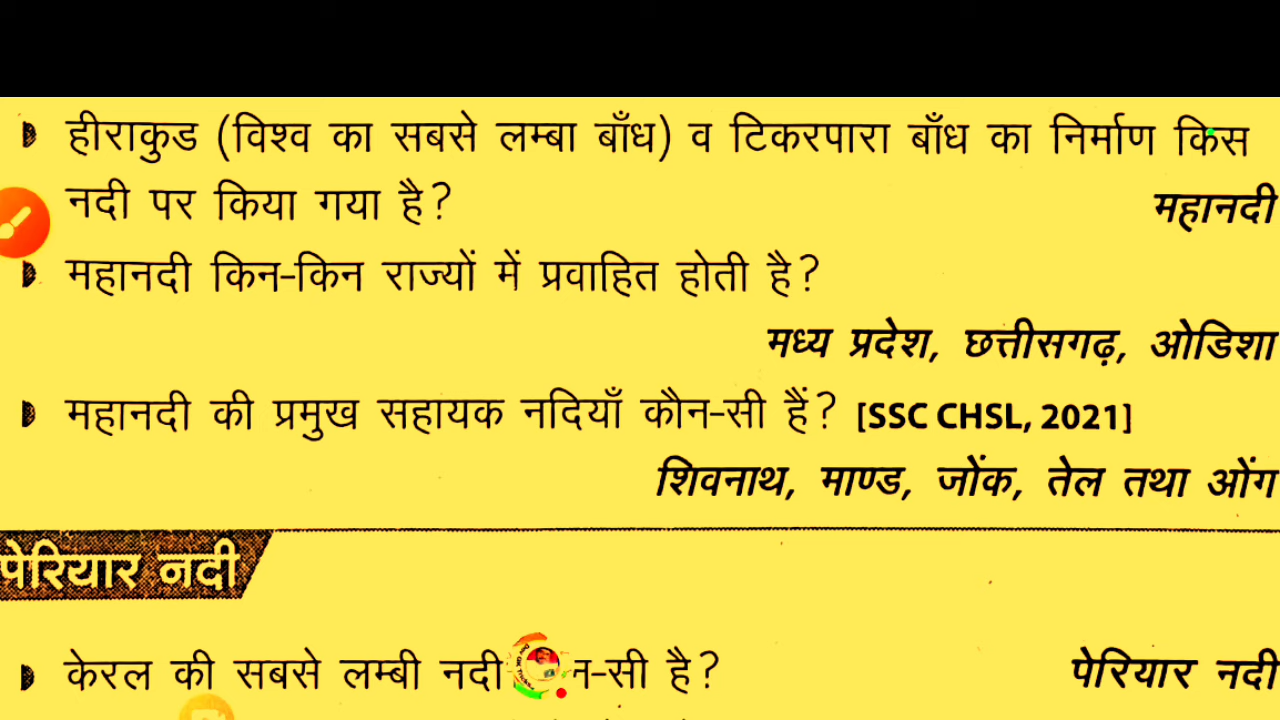 हीराकुड (विश्व का सबसे लम्बा बाँध) व टिकरपारा बाँध का निर्माण किस
नदी पर किया गया है?
महानदी
महानदी किन-किन राज्यों में प्रवाहित होती है?
मध्य प्रदेश, छत्तीसगढ़, ओडिशा
महानदी की प्रमुख सहायक नदियाँ कौन-सी हैं? [SSC CHSL, 2021]
शिवनाथ, माण्ड, जोंक, तेल तथा ओंग
पेरियार नदी
केरल की सबसे लम्बी नदी न-सी है?
पेरियार नदी